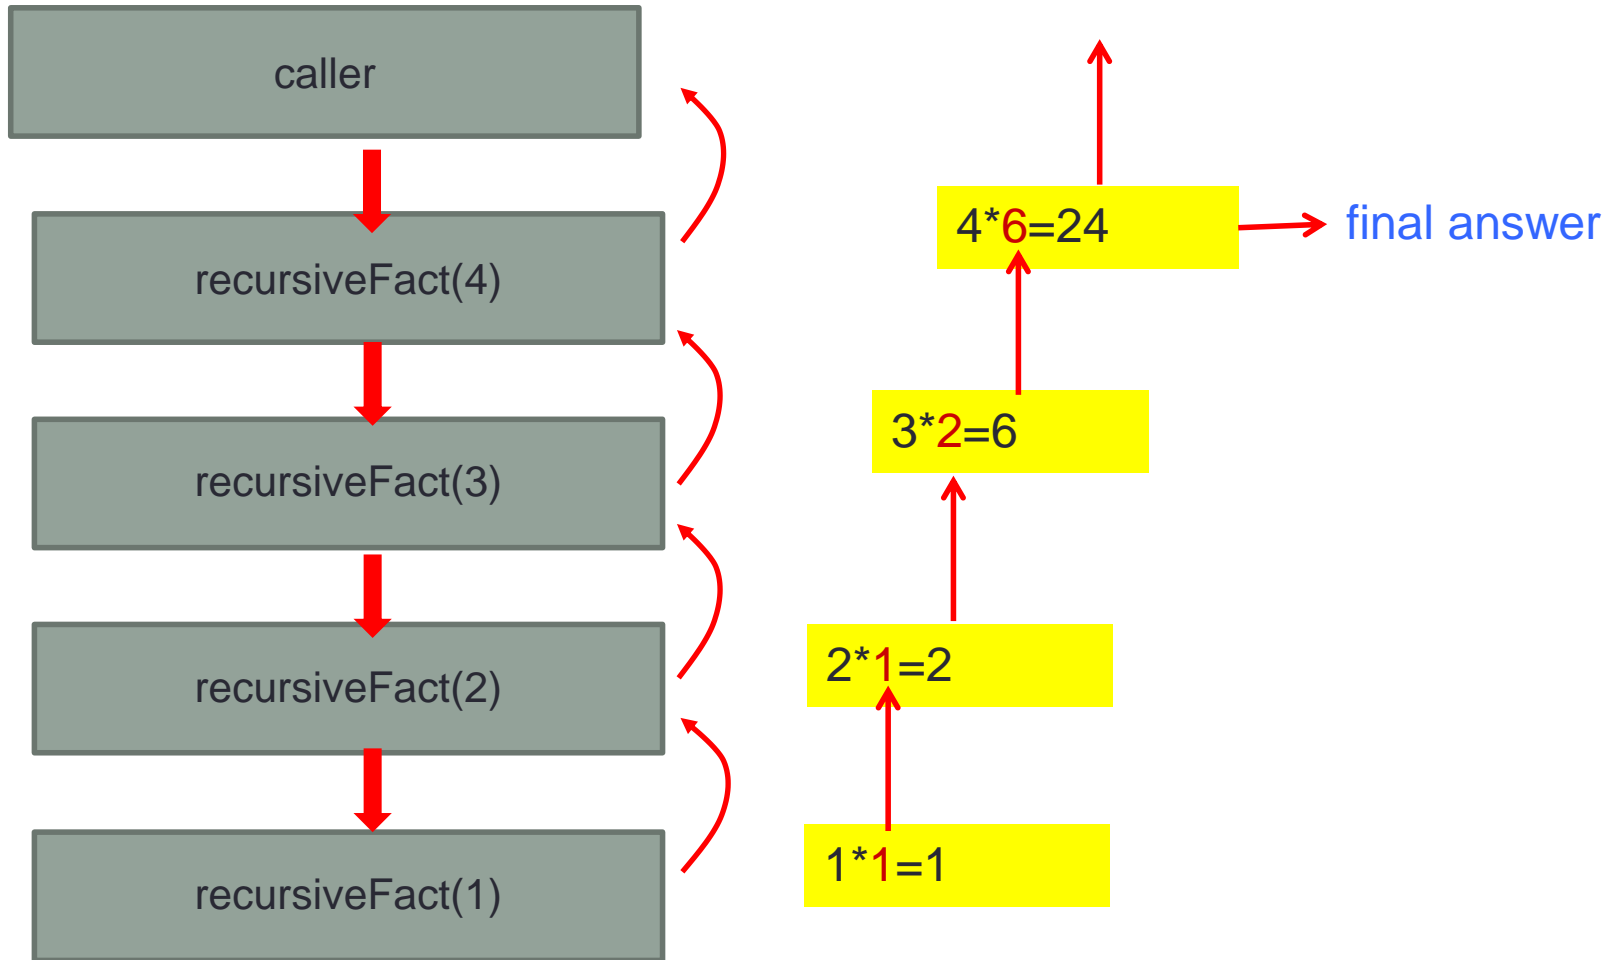 caller
recursiveFact(4)
recursiveFact(3)
recursiveFact(2)
recursiveFact(1)
4*6=24
final answer
3*2=6
2*1=2
1*1=1